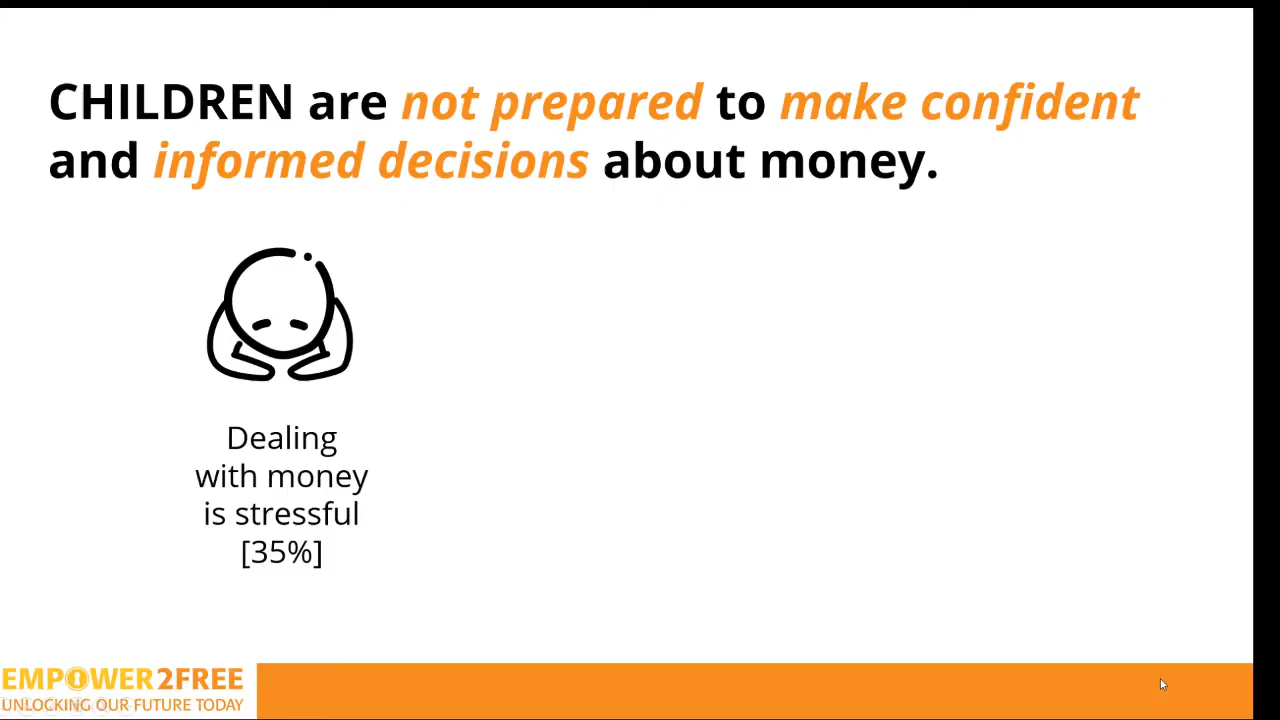 CHILDREN are not prepared to make confident
and informed decisions about money.
Dealing
with money
is stressful
[35%]
EMPOWER2FREE
UNLOCKING OUR FUTURE TODAY